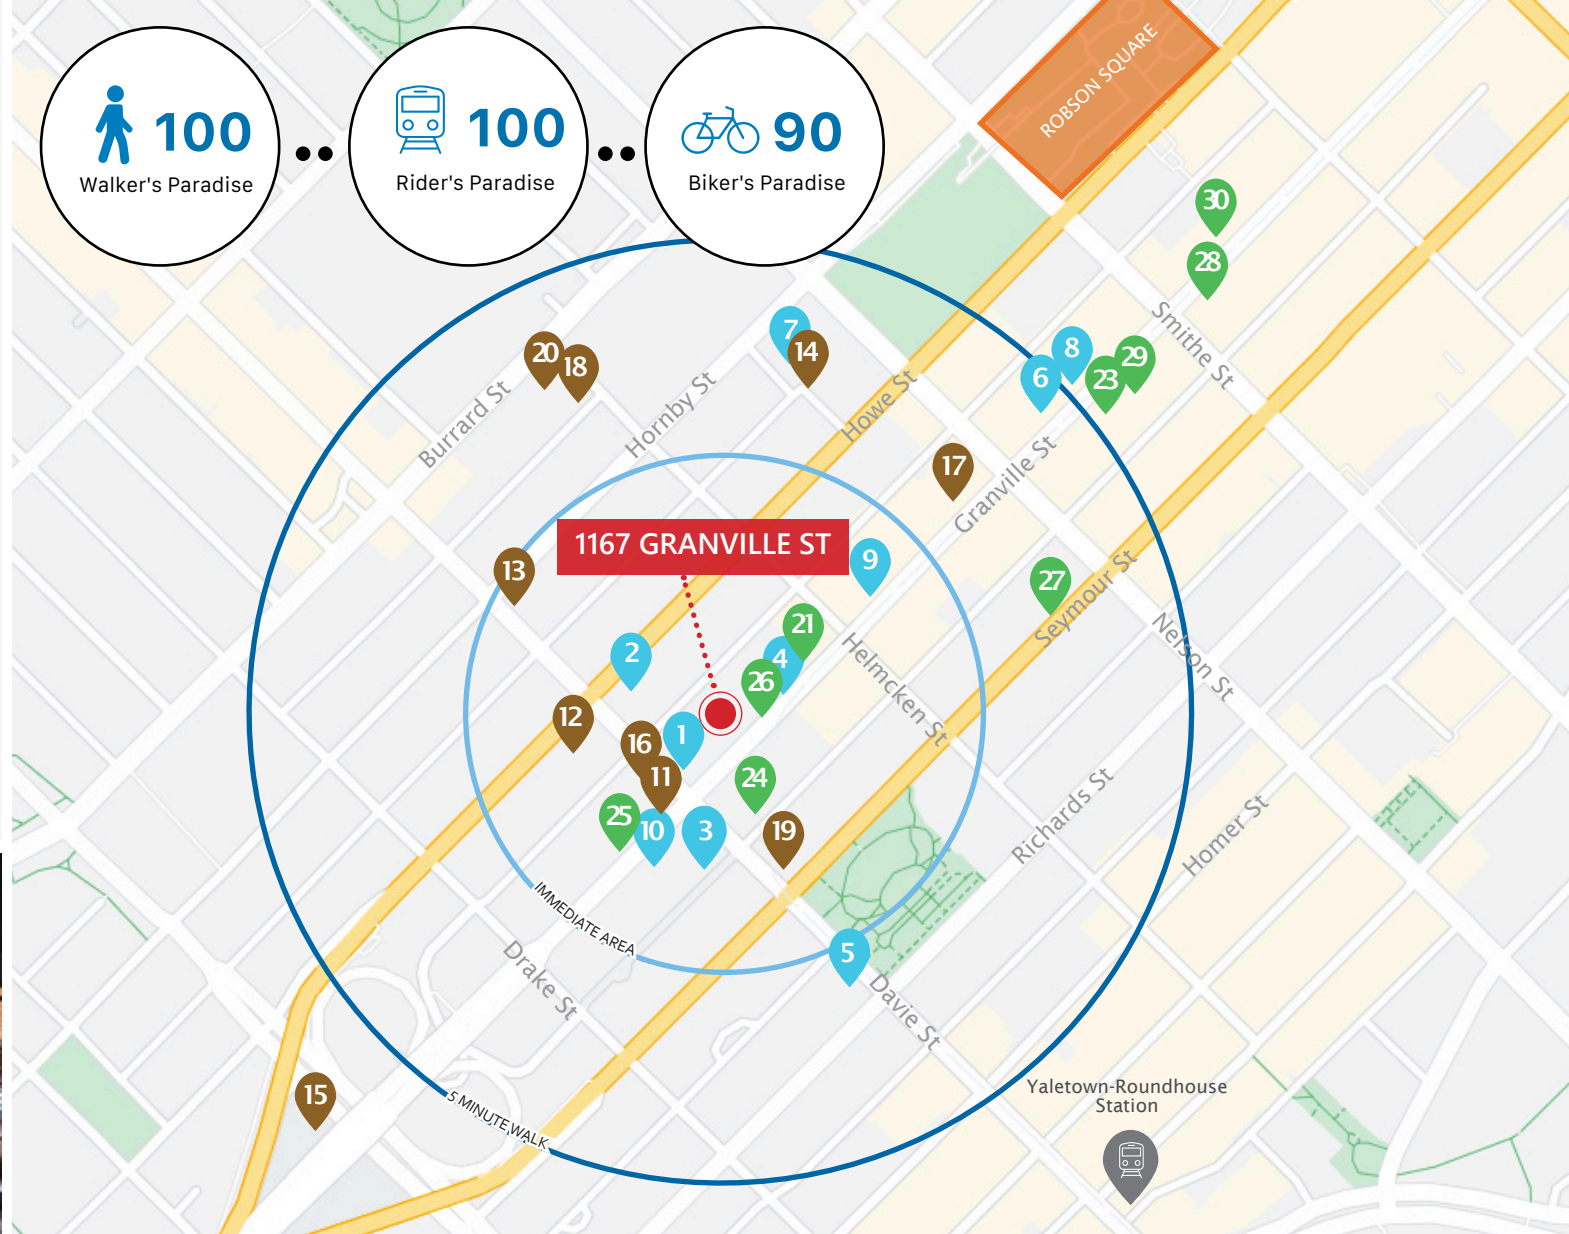 100
Walker's Paradise
100
Rider's Paradise
90
Biker's Paradise
ROBSON SQUARE
30
28
Smithe St
7
14
20
18
8
29
6
23
Burrard St
Hornby St
Howe St
17
Granville St
1167 GRANVILLE ST
9
13
27
Seymour St
21
2
4
26
Helmcken St
Nelson St
12
16
1
11
24
25
10
3
19
Richards St
Homer St
IMMEDIATE AREA
5
Drake St
Davie St
15
5 MINUTE WALK
Yaletown-Roundhouse
Station